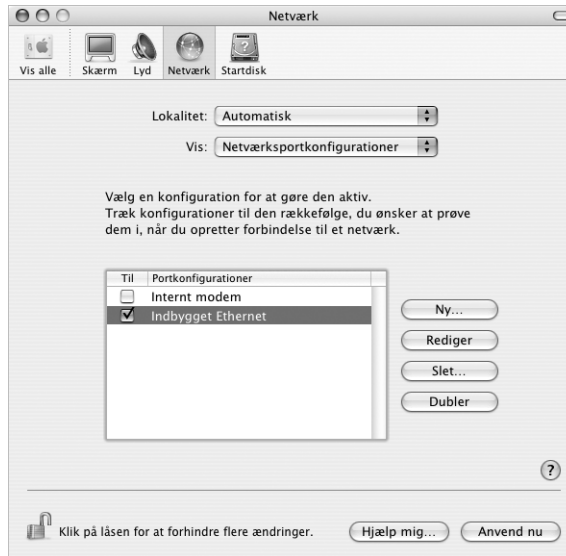 Netværk
Vis alle Skærm Lyd Netværk Startdisk
Lokalitet: Automatisk
Vis: Netværksportkonfigurationer
Vælg en konfiguration for at gøre den aktiv.
Træk konfigurationer til den rækkefølge, du ønsker at prøve
dem i, når du opretter forbindelse til et netværk.
Til Portkonfigurationer
Internt modem
Indbygget Ethernet
Ny...
Rediger
Slet...
Dubler
?
Klik på låsen for at forhindre flere ændringer. Hjælp mig... Anvend nu